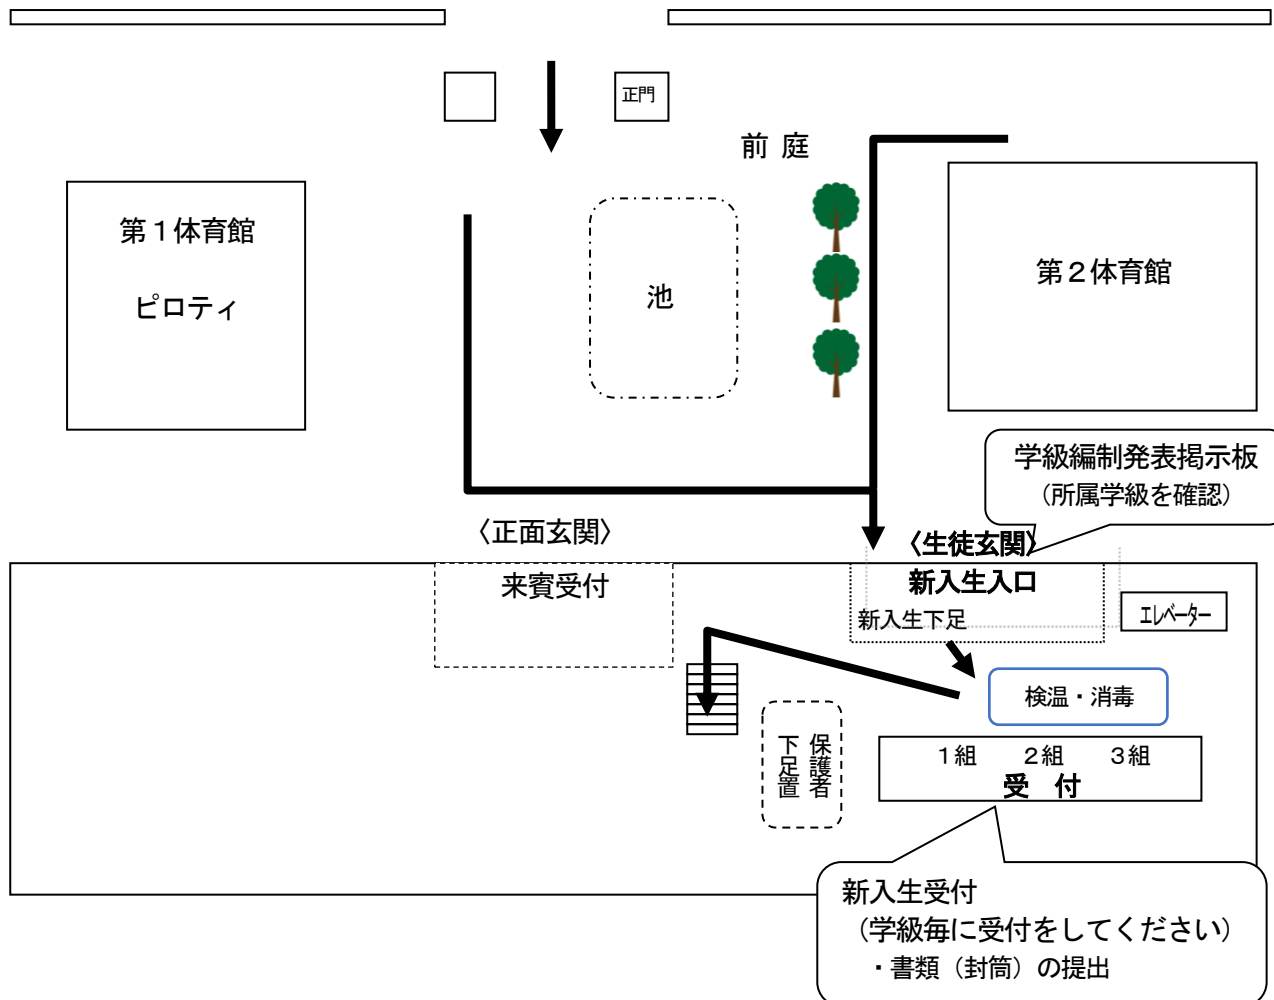 正門
前 庭
第１体育館
ピロティ
池
第２体育館
学級編制発表掲示板
（所属学級を確認）
〈正面玄関〉
〈生徒玄関〉
来賓受付
新入生入口
新入生下足
エレベーター
検温・消毒
保護者
下足置
１組　２組　３組
受　付
新入生受付
（学級毎に受付をしてください）
・書類（封筒）の提出